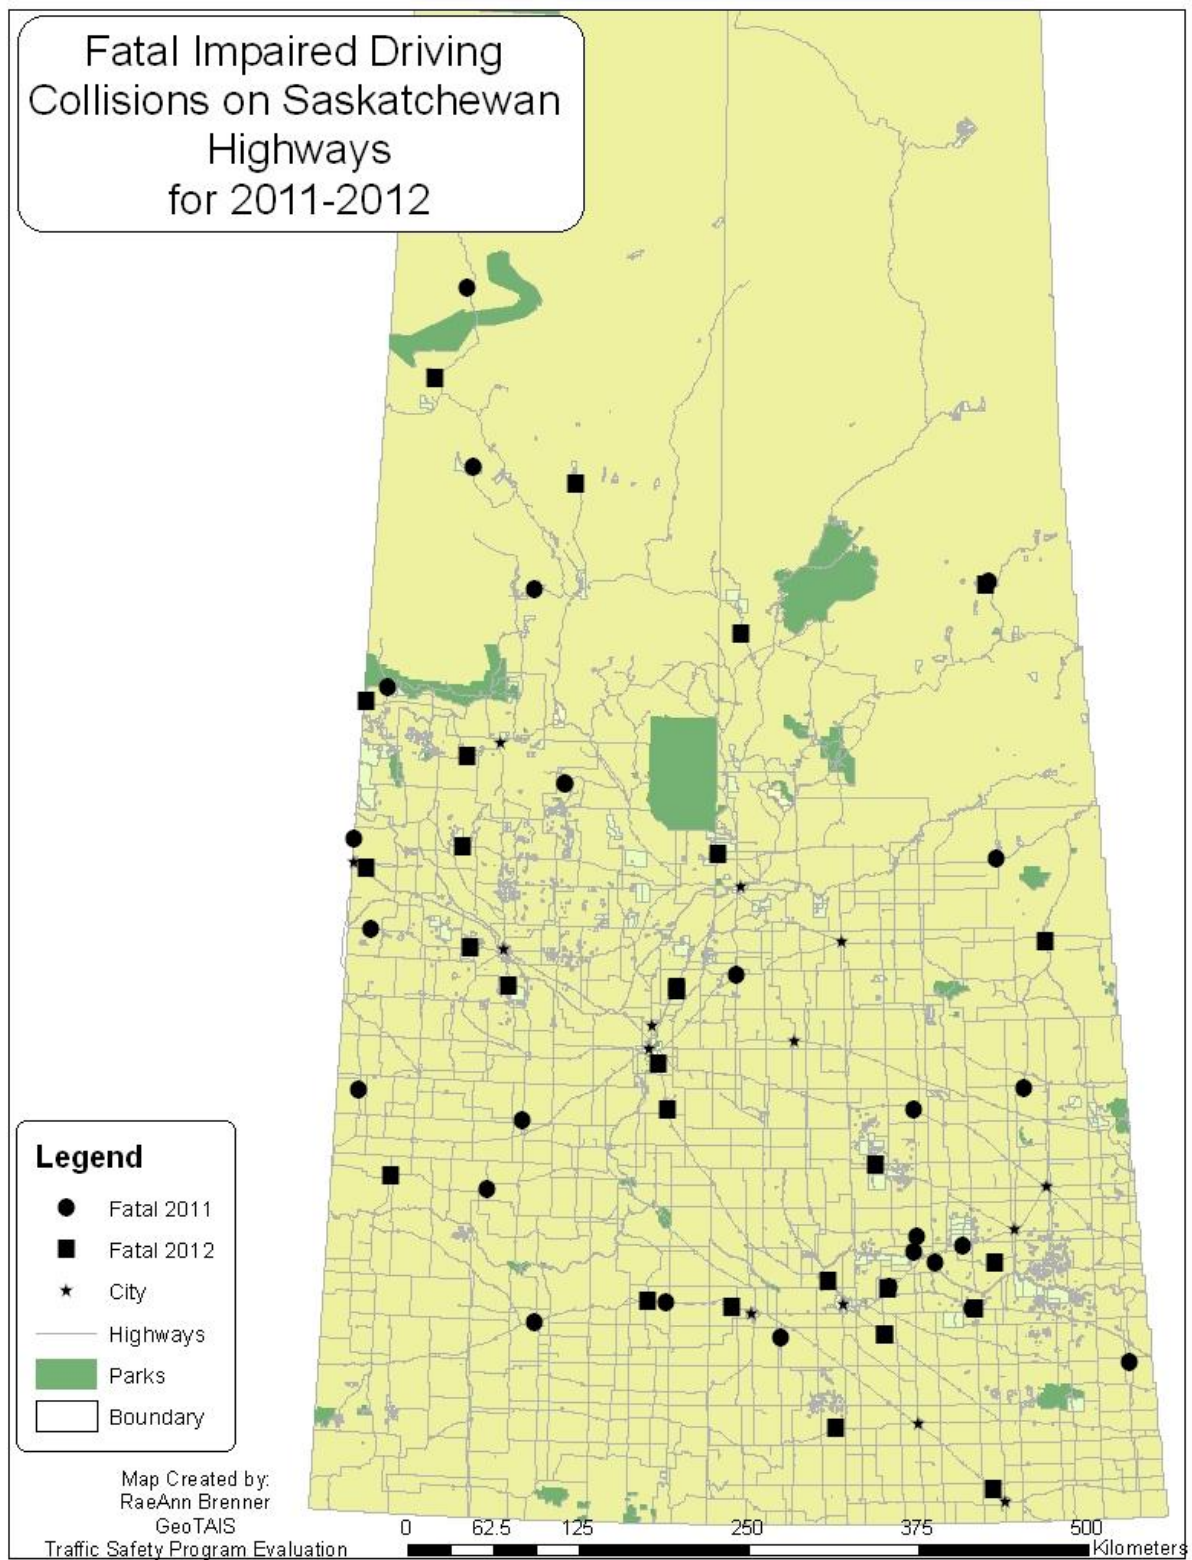 Fatal Impaired Driving
Collisions on Saskatchewan
Highways
for 2011-2012
Legend
Fatal 2011
Fatal 2012
City
Highways
Parks
Boundary
Map Created by:
RaeAnn Brenner
GeoTAIS
Traffic Safety Program Evaluation
0 62.5 125 250 375 500
Kilometers